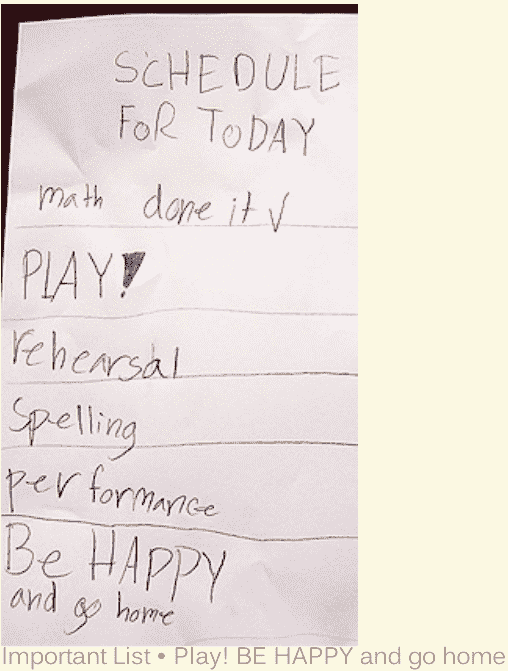 SCHEDULE
FOR TODAY
math done it √
PLAY!
rehearsal
Spelling
performance
Be HAPPY
and go home
Important List • Play! BE HAPPY and go home